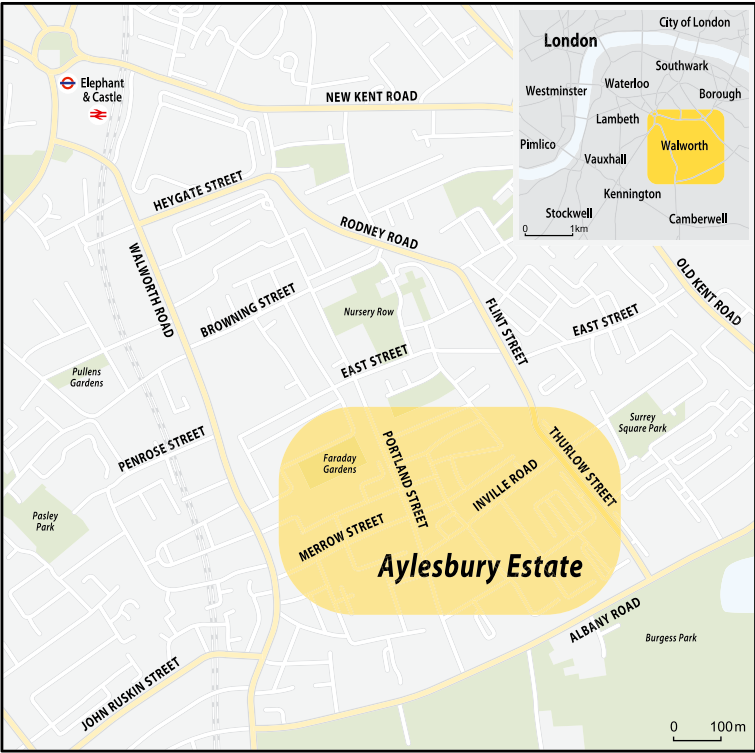 Elephant
& Castle
NEW KENT ROAD
HEYGATE STREET
RODNEY ROAD
WALWORTH ROAD
BROWNING STREET
Nursery Row
FLINT STREET
EAST STREET
EAST STREET
OLD KENT ROAD
Pullens
Gardens
PENROSE STREET
Faraday
Gardens
PORTLAND STREET
INVILLE ROAD
THURLOW STREET
Surrey
Square Park
Pasley
Park
MERROW STREET
Aylesbury Estate
ALBANY ROAD
Burgess Park
JOHN RUSKIN STREET
0 100 m
London
City of London
Southwark
Waterloo
Westminster
Borough
Lambeth
Pimlico
Walworth
Vauxhall
Kennington
Stockwell
Camberwell
0 1km